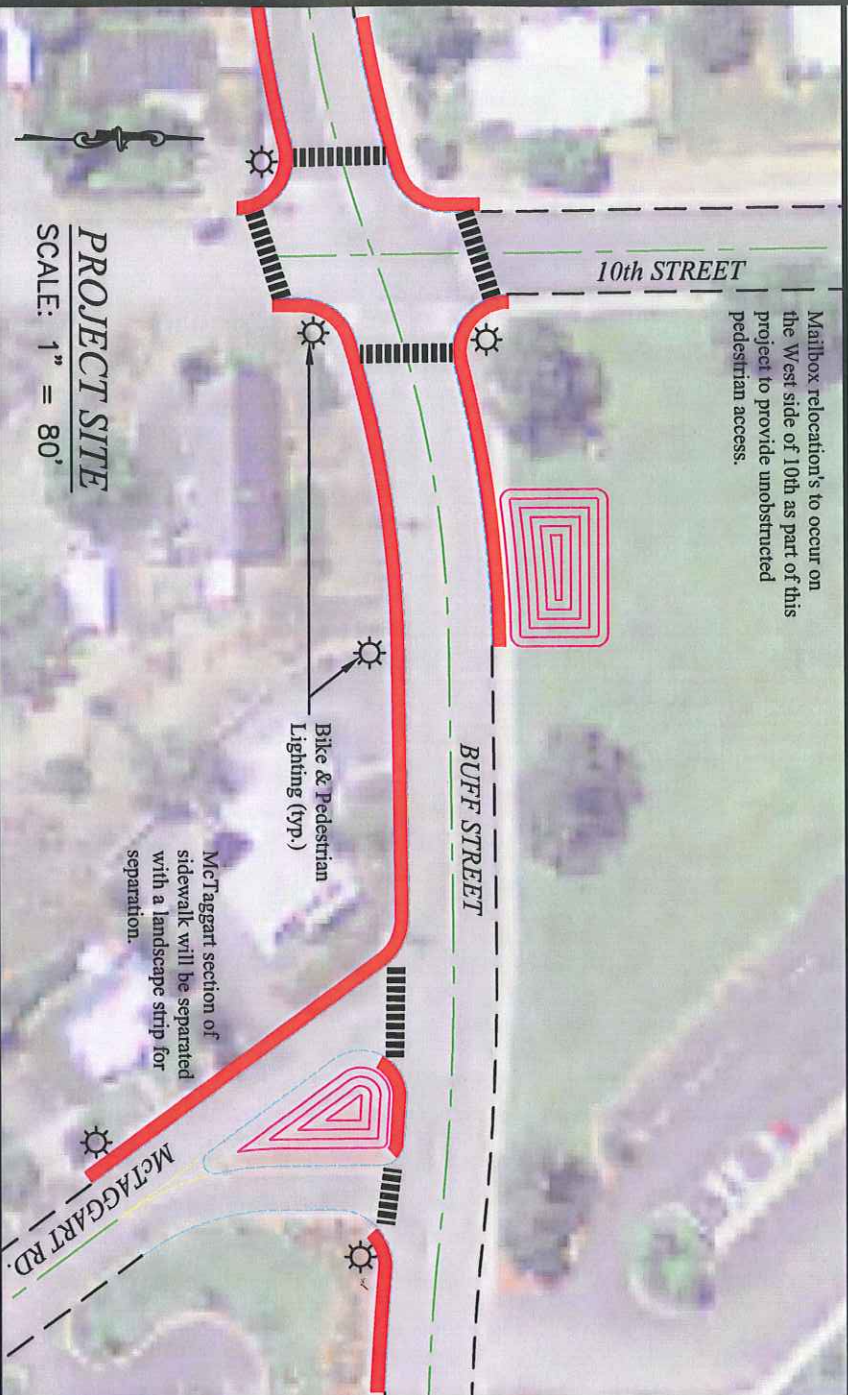 Mailbox relocation's to occur on
the West side of 10th as part of this
project to provide unobstructed
pedestrian access.
10th STREET
BUFF STREET
Bike & Pedestrian
Lighting (typ.)
McTaggart section of
sidewalk will be separated
with a landscape strip for
separation.
McTAGGART RD.
PROJECT SITE
SCALE: 1" = 80'